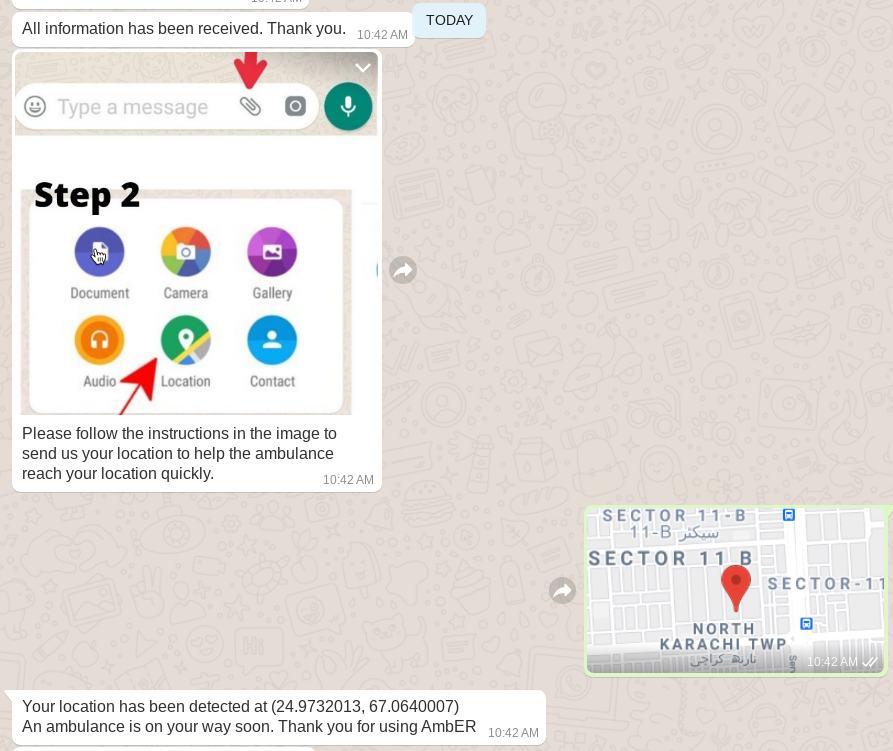 All information has been received. Thank you.
10:42 AM
TODAY
Type a message
Step 2
Document
Camera
Gallery
Audio
Location
Contact
Please follow the instructions in the image to
send us your location to help the ambulance
reach your location quickly.
10:42 AM
SECTOR 11-B
11-B سیکٹر
SECTOR 11 B
SECTOR-11
NORTH
KARACHI TWP
نارتھ کراچی
10:42 AM
Your location has been detected at (24.9732013, 67.0640007)
An ambulance is on your way soon. Thank you for using AmbER
10:42 AM